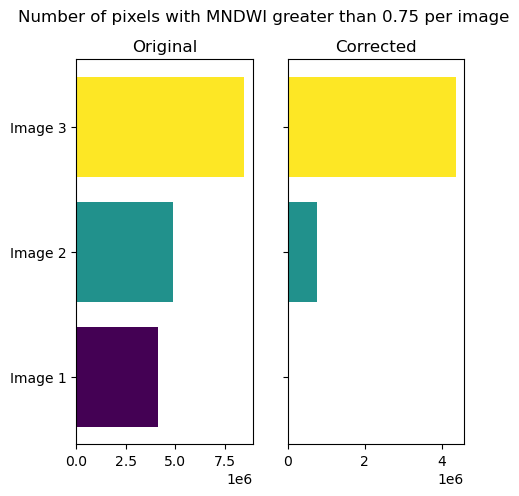 Number of pixels with MNDWI greater than 0.75 per image
Original
Corrected
Image 3
Image 2
Image 1
0.0 2.5 5.0 7.5
1e6
0 2 4
1e6